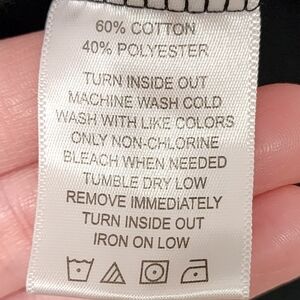 60% COTTON
40% POLYESTER
TURN INSIDE OUT
MACHINE WASH COLD
WASH WITH LIKE COLORS
ONLY NON-CHLORINE
BLEACH WHEN NEEDED
TUMBLE DRY LOW
REMOVE IMMEDIATELY
TURN INSIDE OUT
IRON ON LOW